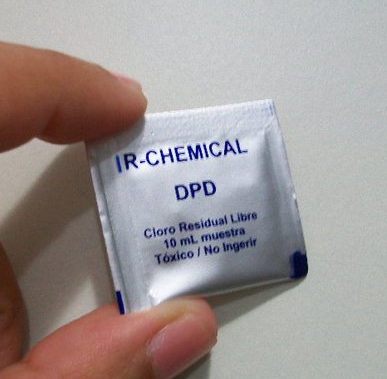 IR-CHEMICAL
DPD
Cloro Residual Libre
10 mL muestra
Tóxico / No Ingerir